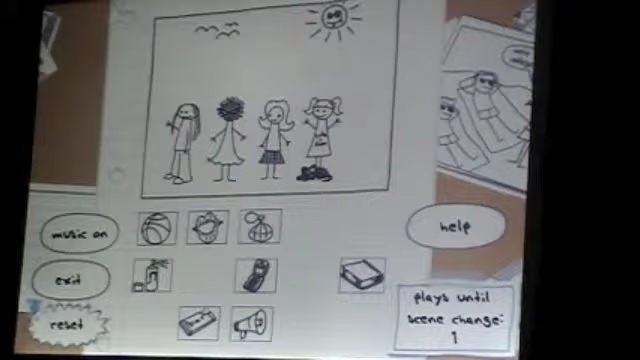 music on
help
exit
reset
plays until
scene change:
1